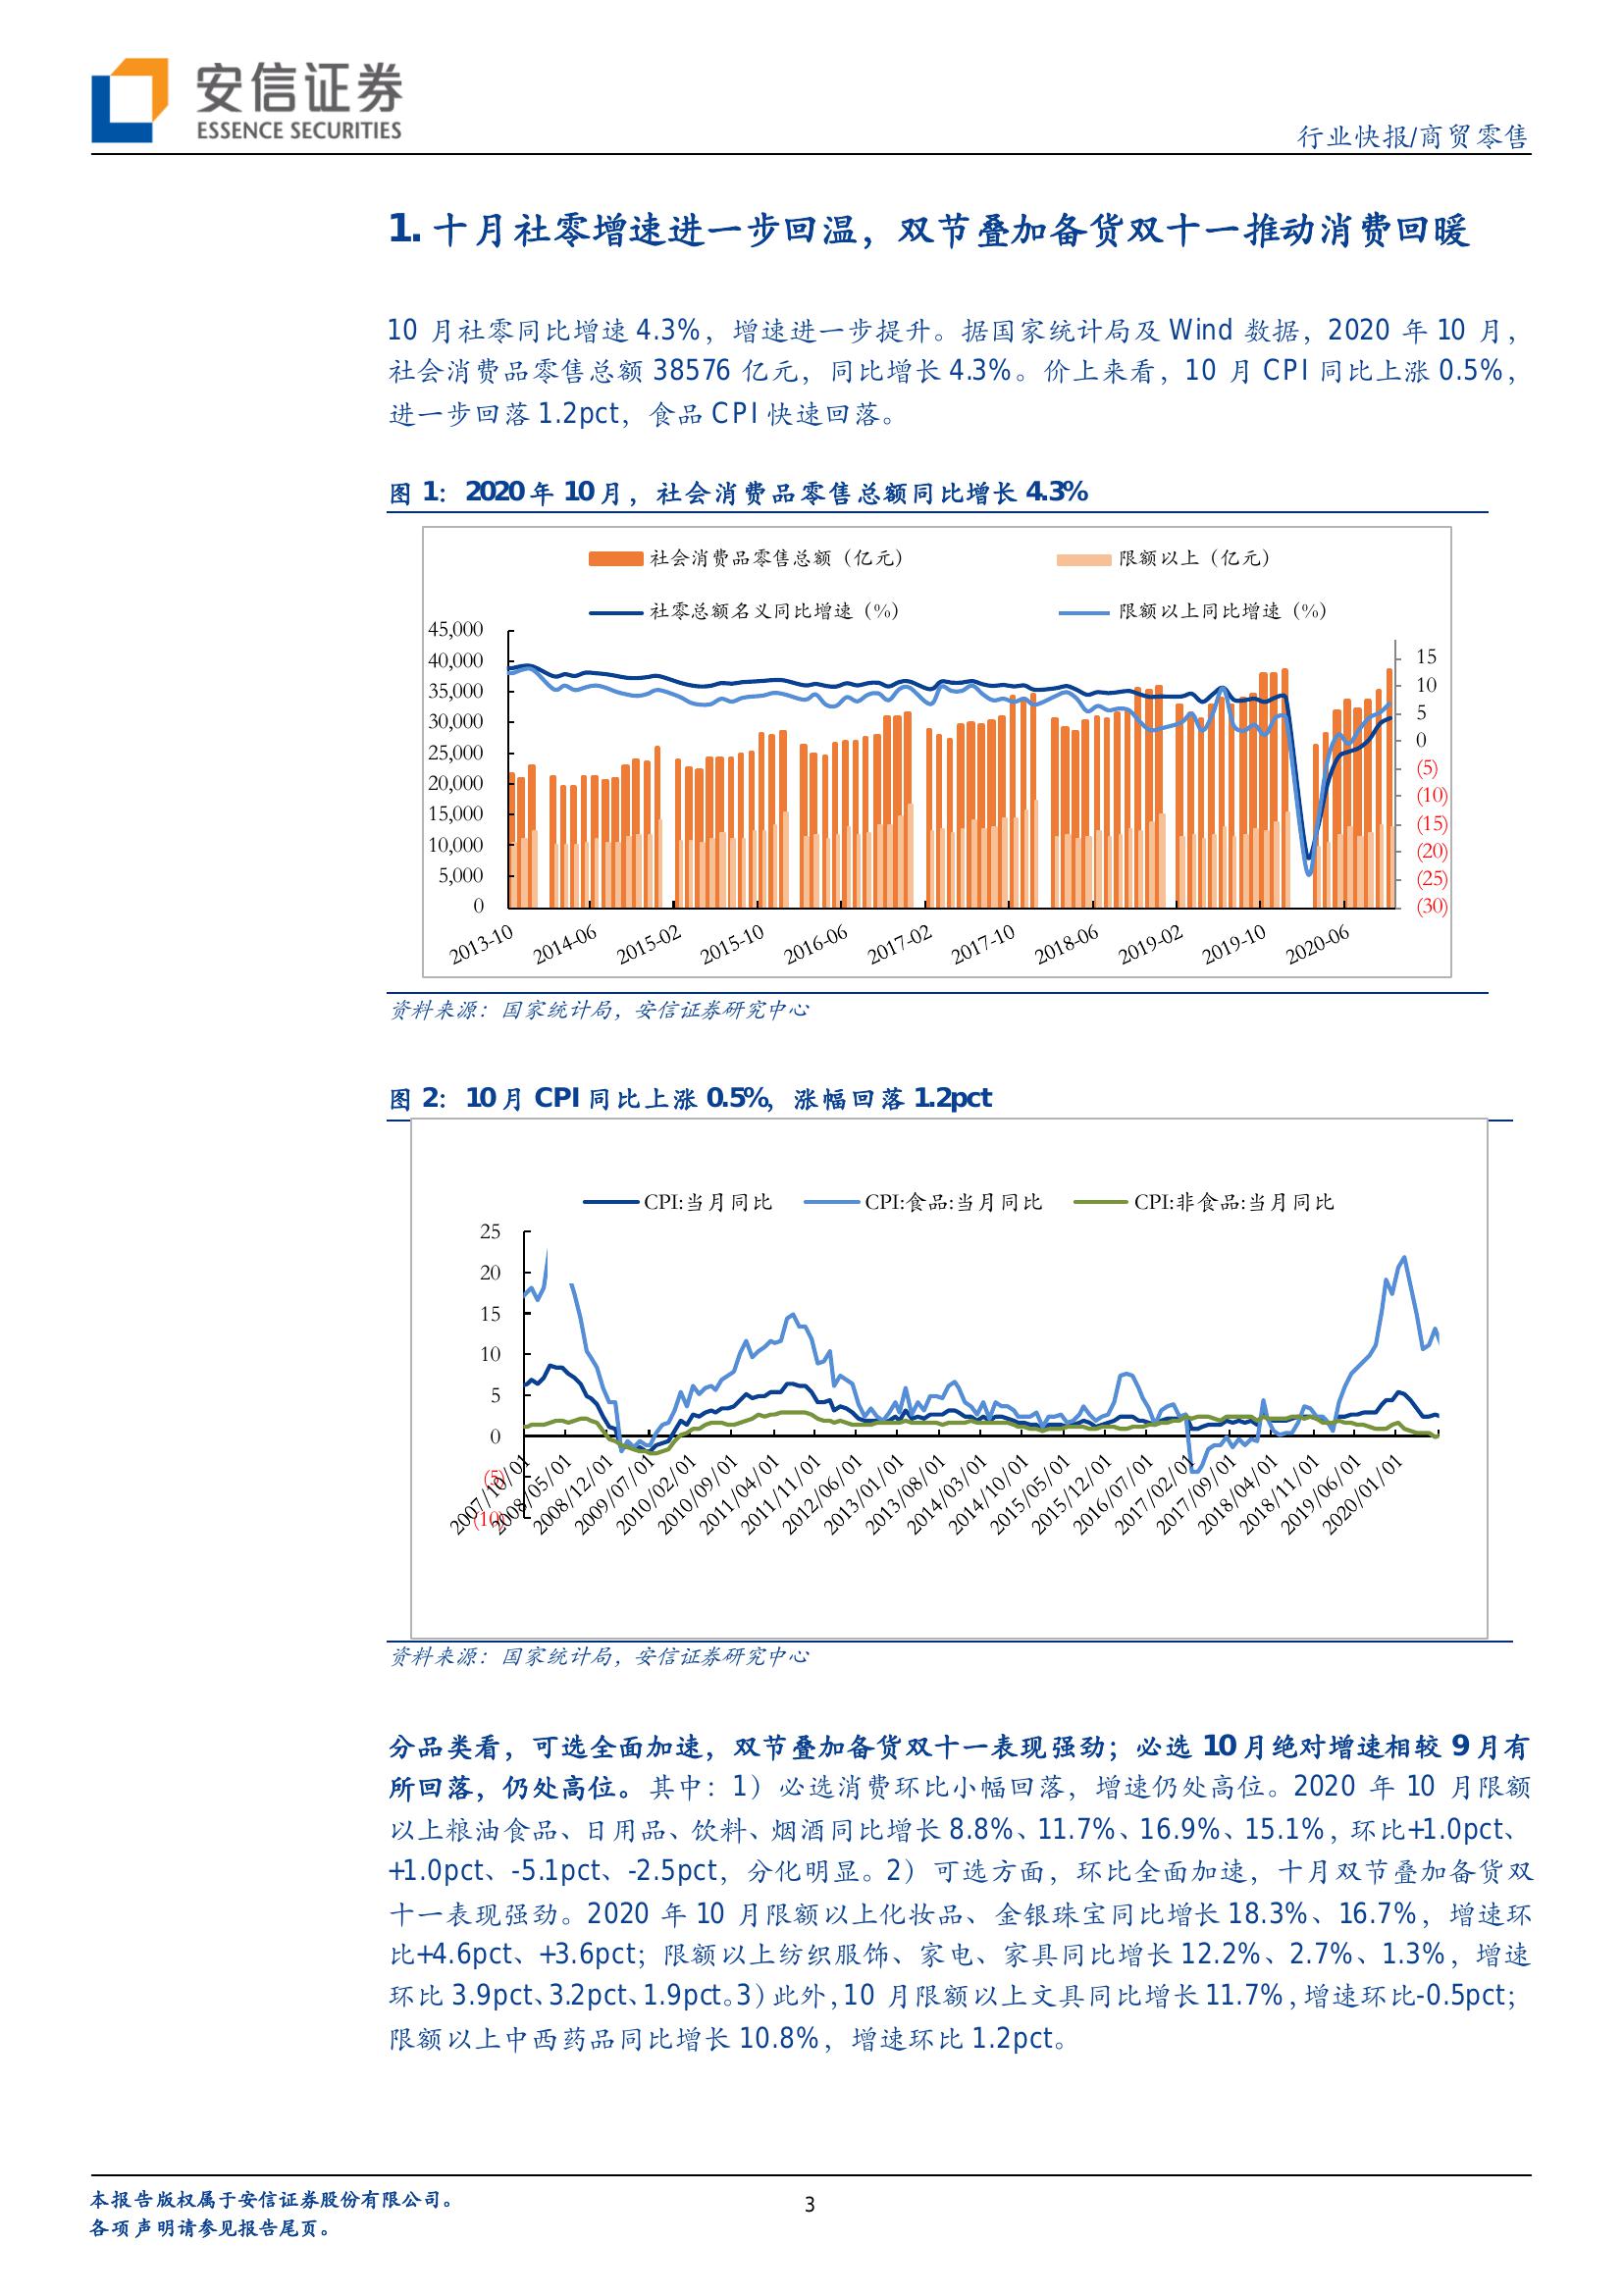 安信证券
ESSENCE SECURITIES
行业快报/商贸零售
1. 十月社零增速进一步回温，双节叠加备货双十一推动消费回暖
10 月社零同比增速 4.3%，增速进一步提升。据国家统计局及 Wind 数据，2020 年 10 月，
社会消费品零售总额 38576 亿元，同比增长 4.3%。价上来看，10 月 CPI 同比上涨 0.5%，
进一步回落 1.2pct，食品 CPI 快速回落。
图 1：2020 年 10 月，社会消费品零售总额同比增长 4.3%
社会消费品零售总额（亿元） 限额以上（亿元）
社零总额名义同比增速（%） 限额以上同比增速（%）
45,000
40,000
35,000
30,000
25,000
20,000
15,000
10,000
5,000
0
15
10
5
0
(5)
(10)
(15)
(20)
(25)
(30)
2013-10 2014-06 2015-02 2015-10 2016-06 2017-02 2017-10 2018-06 2019-02 2019-10 2020-06
资料来源：国家统计局，安信证券研究中心
图 2：10 月 CPI 同比上涨 0.5%，涨幅回落 1.2pct
CPI:当月同比 CPI:食品:当月同比 CPI:非食品:当月同比
25
20
15
10
5
0
(5)
(10)
2007/10/01 2008/05/01 2008/12/01 2009/07/01 2010/02/01 2010/09/01 2011/04/01 2011/11/01 2012/06/01 2013/01/01 2013/08/01 2014/03/01 2014/10/01 2015/05/01 2015/12/01 2016/07/01 2017/02/01 2017/09/01 2018/04/01 2018/11/01 2019/06/01 2020/01/01
资料来源：国家统计局，安信证券研究中心
分品类看，可选全面加速，双节叠加备货双十一表现强劲；必选 10 月绝对增速相较 9 月有
所回落，仍处高位。其中：1）必选消费环比小幅回落，增速仍处高位。2020 年 10 月限额
以上粮油食品、日用品、饮料、烟酒同比增长 8.8%、11.7%、16.9%、15.1%，环比+1.0pct、
+1.0pct、-5.1pct、-2.5pct，分化明显。2）可选方面，环比全面加速，十月双节叠加备货双
十一表现强劲。2020 年 10 月限额以上化妆品、金银珠宝同比增长 18.3%、16.7%，增速环
比+4.6pct、+3.6pct；限额以上纺织服饰、家电、家具同比增长 12.2%、2.7%、1.3%，增速
环比 3.9pct、3.2pct、1.9pct。3）此外，10 月限额以上文具同比增长 11.7%，增速环比-0.5pct；
限额以上中西药品同比增长 10.8%，增速环比 1.2pct。
本报告版权属于安信证券股份有限公司。
各项声明请参见报告尾页。
3